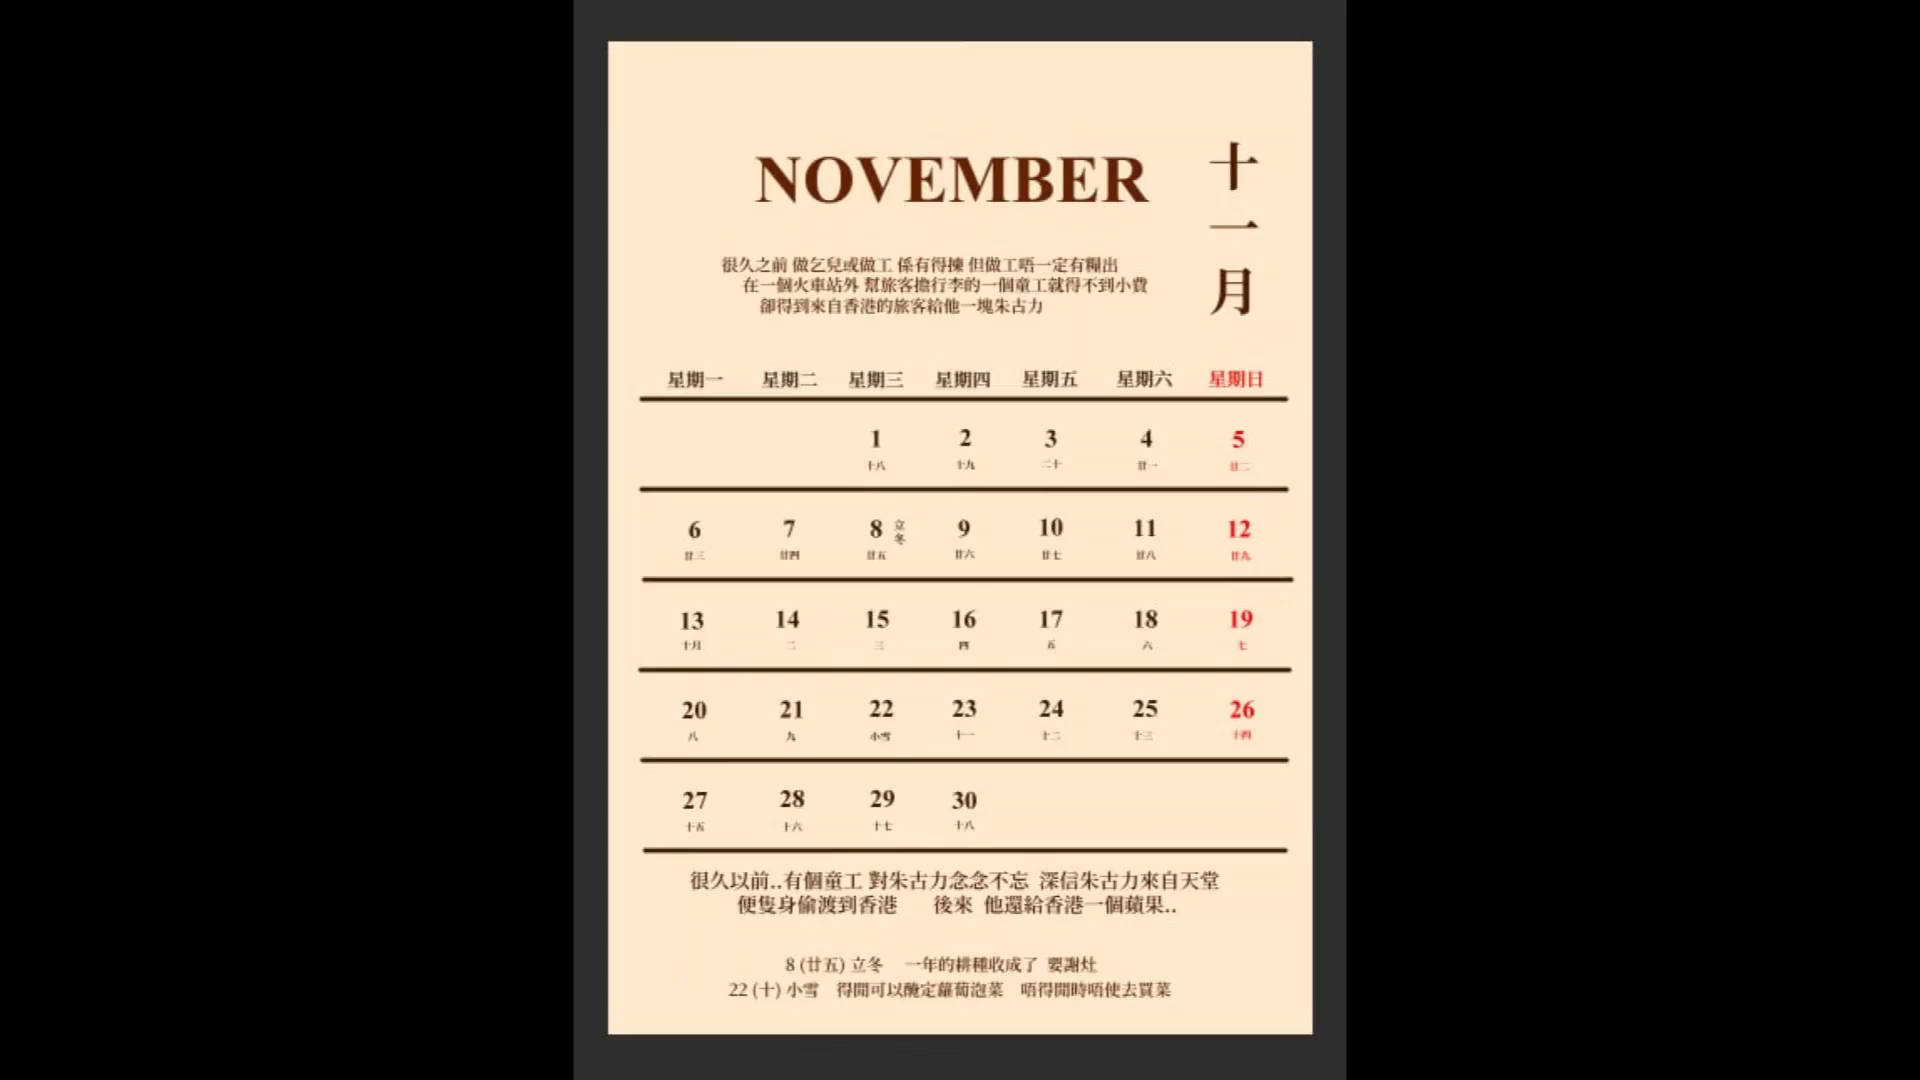 NOVEMBER
十一月
很久之前 做乞兒或做工 係有得揀 但做工唔一定有糧出
在一個火車站外 幫旅客擔行李的一個童工就得不到小費
卻得到來自香港的旅客給他一塊朱古力
星期一 星期二 星期三 星期四 星期五 星期六 星期日
1 2 3 4 5
十八 十九 二十 廿一 廿二
6 7 8 立冬 9 10 11 12
廿三 廿四 廿五 廿六 廿七 廿八 廿九
13 14 15 16 17 18 19
十月 二 三 四 五 六 七
20 21 22 23 24 25 26
八 九 小雪 十一 十二 十三 十四
27 28 29 30
十五 十六 十七 十八
很久以前..有個童工 對朱古力念念不忘 深信朱古力來自天堂
便隻身偷渡到香港 後來 他還給香港一個蘋果..
8 (廿五) 立冬 一年的耕種收成了 要謝灶
22 (十) 小雪 得閒可以醃定蘿蔔泡菜 唔得閒時唔使去買菜